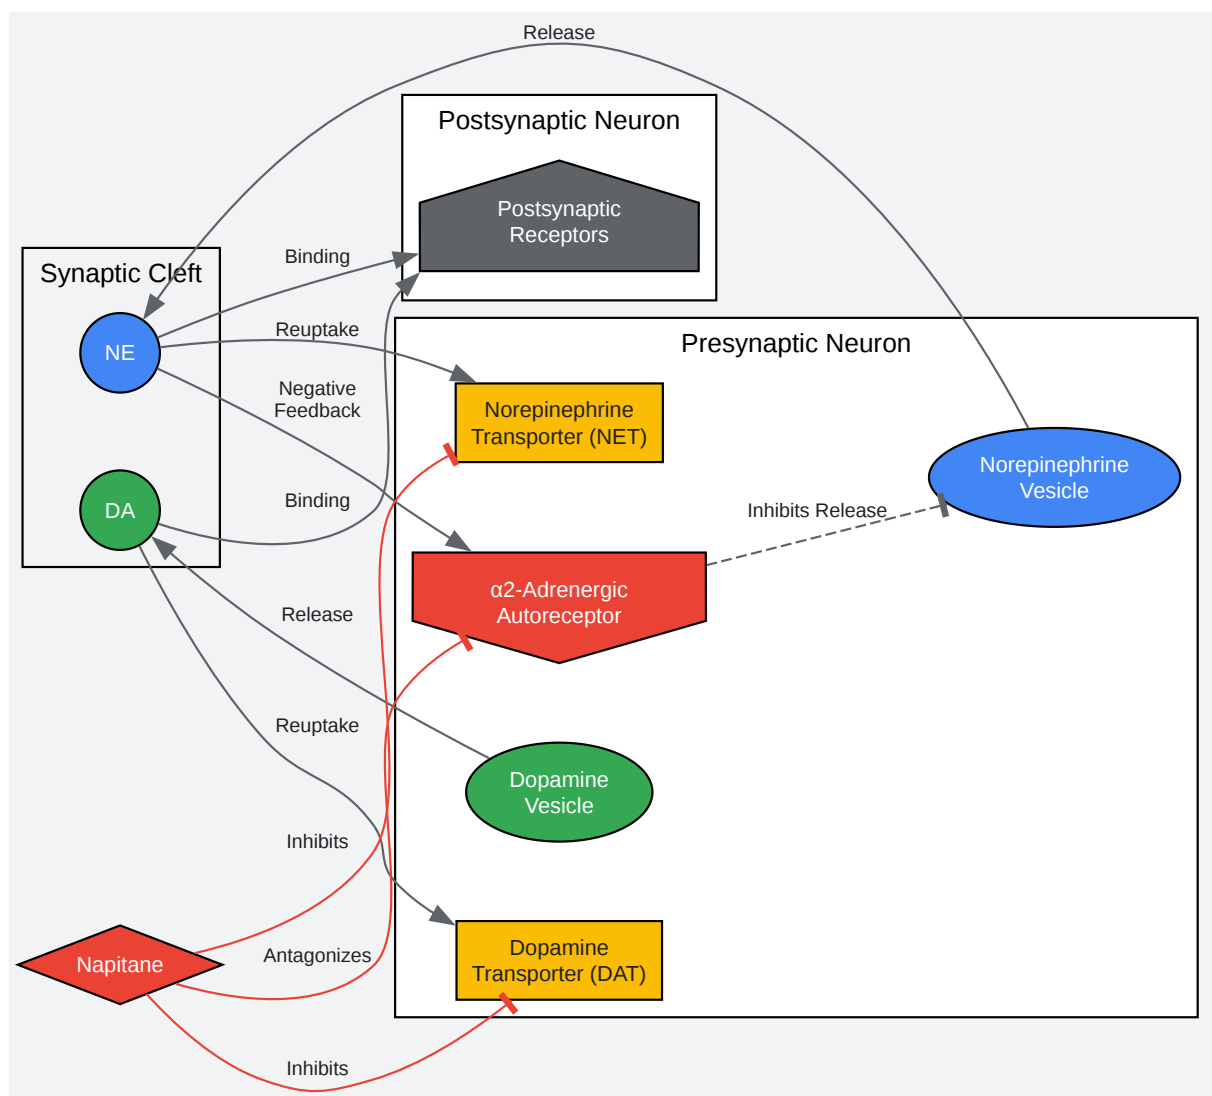 Release
Postsynaptic Neuron
Postsynaptic
Receptors
Synaptic Cleft
Binding
NE
Reuptake
Presynaptic Neuron
Negative
Feedback
Norepinephrine
Transporter (NET)
Norepinephrine
Vesicle
DA
Binding
Inhibits Release
α2-Adrenergic
Autoreceptor
Release
Reuptake
Dopamine
Vesicle
Inhibits
Napitane
Antagonizes
Dopamine
Transporter (DAT)
Inhibits